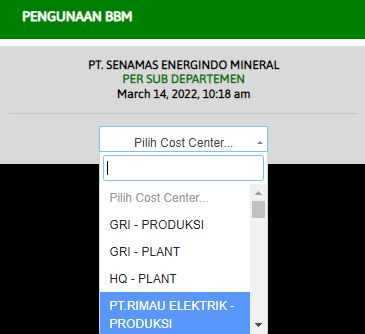 PENGUNAAN BBM
PT. SENAMAS ENERGINDO MINERAL
PER SUB DEPARTEMEN
March 14, 2022, 10:18 am
Pilih Cost Center...
Pilih Cost Center...
GRI - PRODUKSI
GRI - PLANT
HQ - PLANT
PT.RIMAU ELEKTRIK -
PRODUKSI